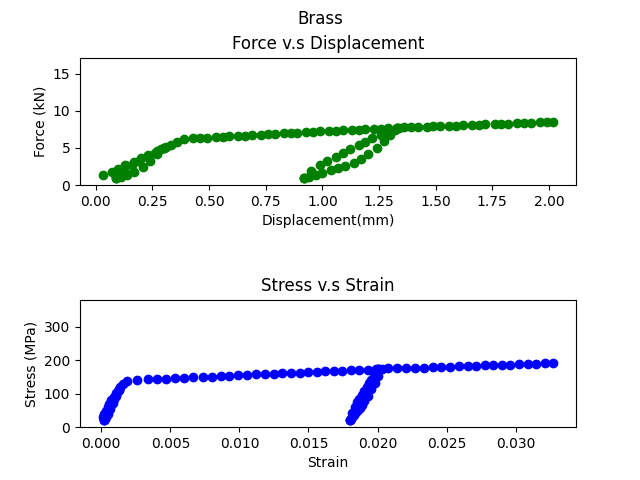 Brass
Force v.s Displacement
15
10
5
0
Force (kN)
0.00 0.25 0.50 0.75 1.00 1.25 1.50 1.75 2.00
Displacement(mm)
Stress v.s Strain
300
200
100
0
Stress (MPa)
0.000 0.005 0.010 0.015 0.020 0.025 0.030
Strain